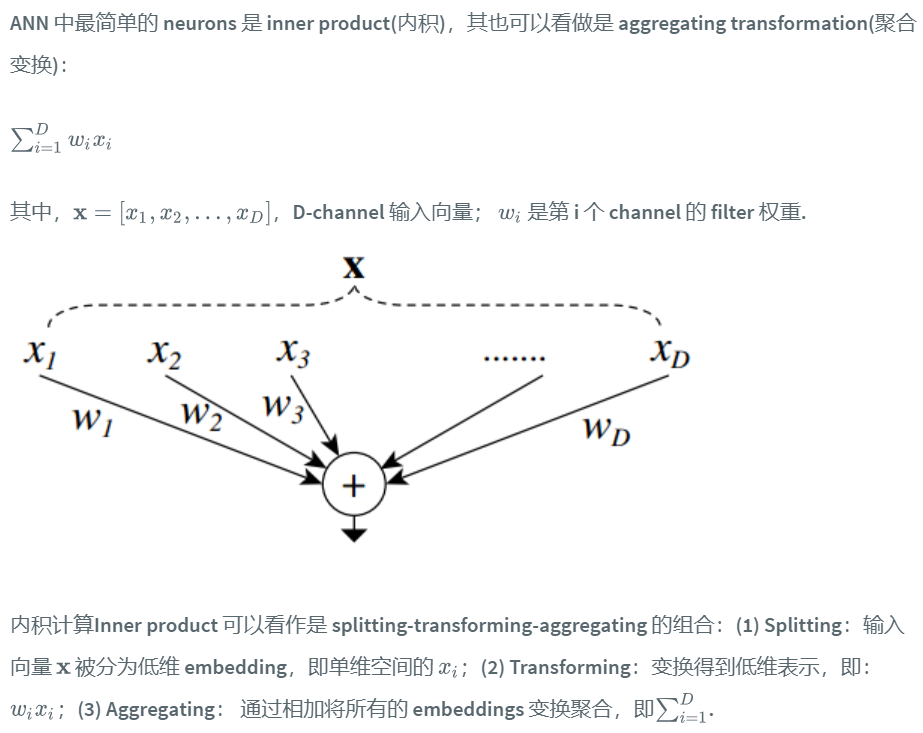 ANN 中最简单的 neurons 是 inner product(内积)，其也可以看做是 aggregating transformation(聚合
变换)：
∑_{i=1}^{D} w_i x_i
其中，x = [x_1, x_2, . . . , x_D]，D-channel 输入向量； w_i 是第 i 个 channel 的 filter 权重.
x
x_1 x_2 x_3 ....... x_D
w_1 w_2 w_3 w_D
+
内积计算Inner product 可以看作是 splitting-transforming-aggregating 的组合：(1) Splitting：输入
向量 x 被分为低维 embedding，即单维空间的 x_i；(2) Transforming：变换得到低维表示，即：
w_i x_i；(3) Aggregating： 通过相加将所有的 embeddings 变换聚合，即∑_{i=1}^{D}.